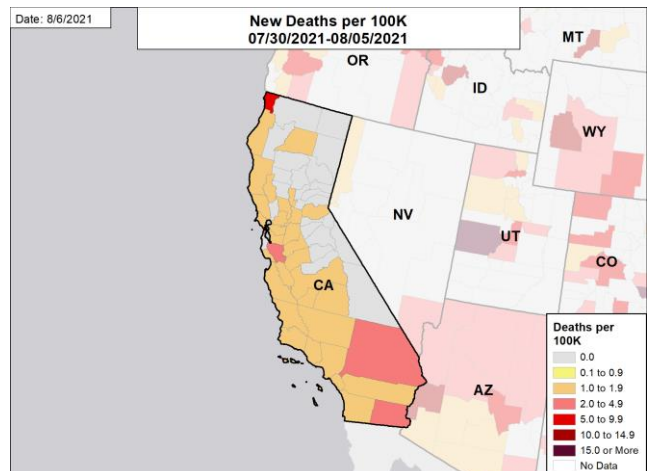 Date: 8/6/2021
New Deaths per 100K
07/30/2021-08/05/2021
MT
OR
ID
WY
NV
UT
CO
CA
AZ
Deaths per
100K
0.0
0.1 to 0.9
1.0 to 1.9
2.0 to 4.9
5.0 to 9.9
10.0 to 14.9
15.0 or More
No Data